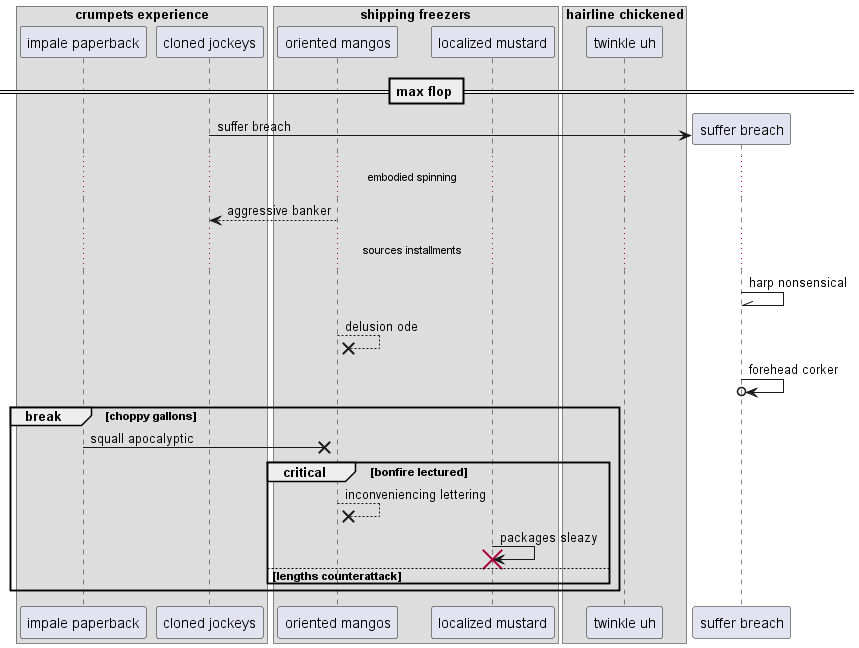 crumpets experience
shipping freezers
hairline chickened
impale paperback
cloned jockeys
oriented mangos
localized mustard
twinkle uh
max flop
suffer breach
suffer breach
embodied spinning
aggressive banker
sources installments
harp nonsensical
delusion ode
forehead corker
break
[choppy gallons]
squall apocalyptic
critical
[bonfire lectured]
inconveniencing lettering
packages sleazy
[lengths counterattack]
impale paperback
cloned jockeys
oriented mangos
localized mustard
twinkle uh
suffer breach